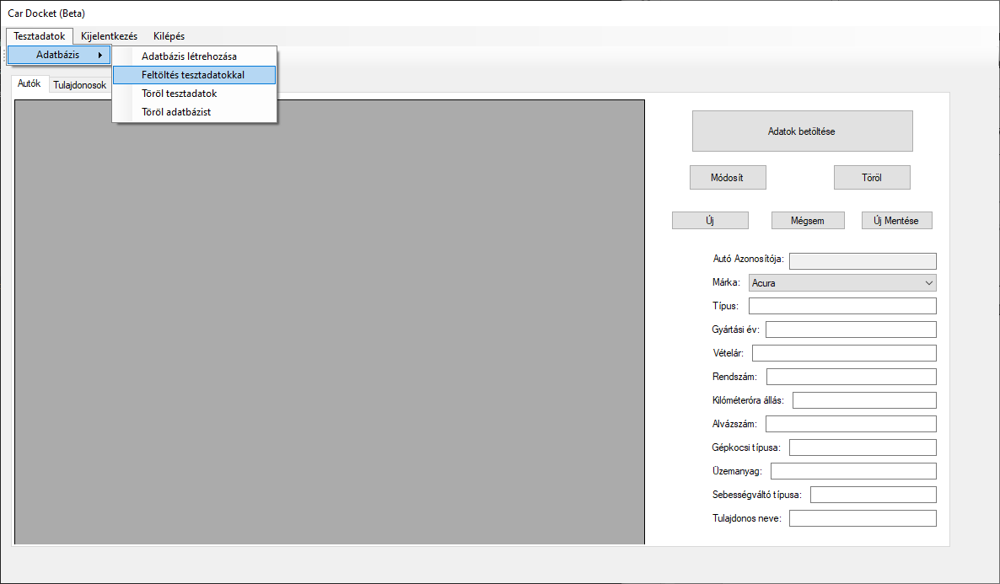 Car Docket (Beta)
Tesztadatok Kijelentkezés Kilépés
Adatbázis
Adatbázis létrehozása
Feltöltés tesztadatokkal
Töröl tesztadatok
Töröl adatbázist
Autók Tulajdonosok
Adatok betöltése
Módosít Töröl
Új Mégsem Új Mentése
Autó Azonosítója:
Márka: Acura
Típus:
Gyártási év:
Vételár:
Rendszám:
Kilóméteróra állás:
Alvázszám:
Gépkocsi típusa:
Üzemanyag:
Sebességváltó típusa:
Tulajdonos neve: